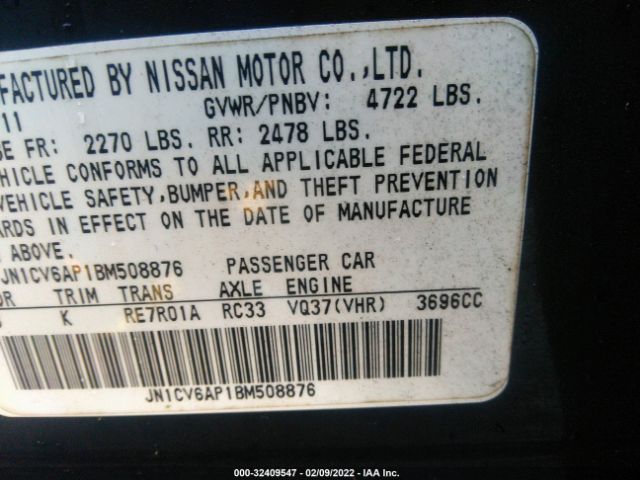 FACTURED BY NISSAN MOTOR CO.,LTD.
11 GVWR/PNBV: 4722 LBS.
E FR: 2270 LBS. RR: 2478 LBS.
HICLE CONFORMS TO ALL APPLICABLE FEDERAL
VEHICLE SAFETY,BUMPER,AND THEFT PREVENTION
ARDS IN EFFECT ON THE DATE OF MANUFACTURE
ABOVE.
JN1CV6AP1BM508876 PASSENGER CAR
OR TRIM TRANS AXLE ENGINE
K RE7R01A RC33 VQ37(VHR) 3696CC
JN1CV6AP1BM508876
000-32409547 - 02/09/2022 - IAA Inc.